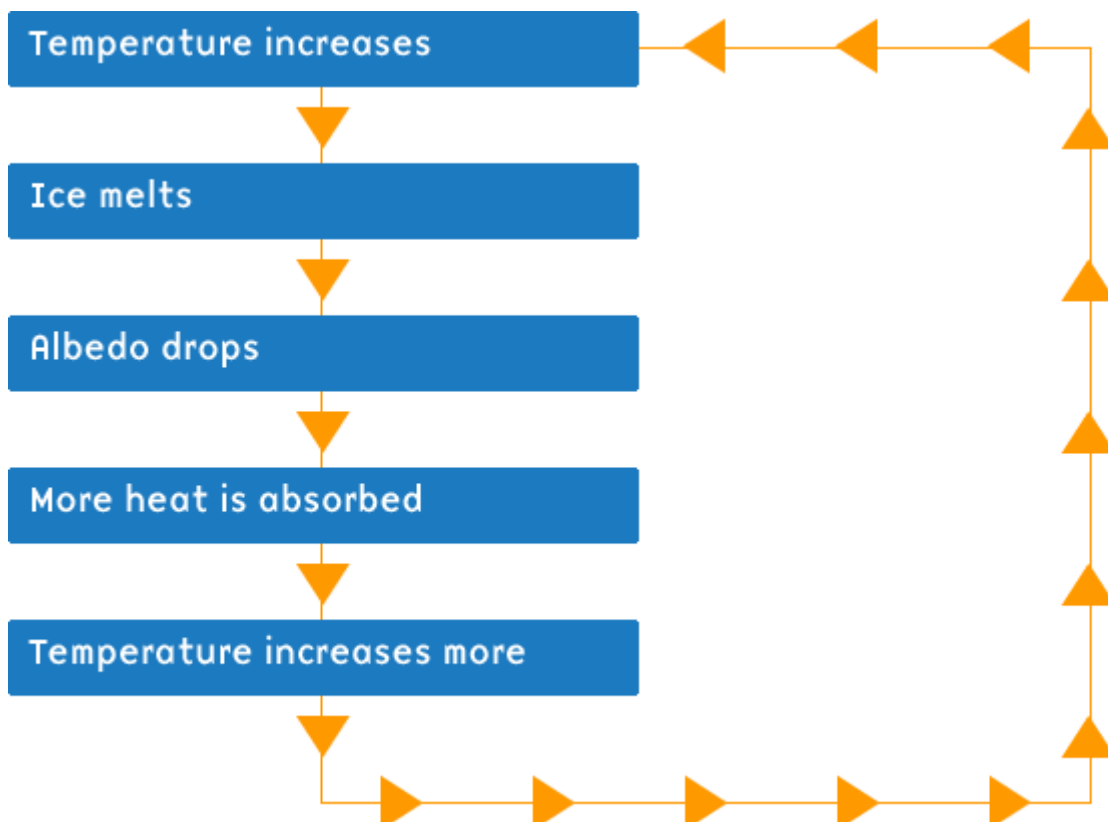 Temperature increases
Ice melts
Albedo drops
More heat is absorbed
Temperature increases more